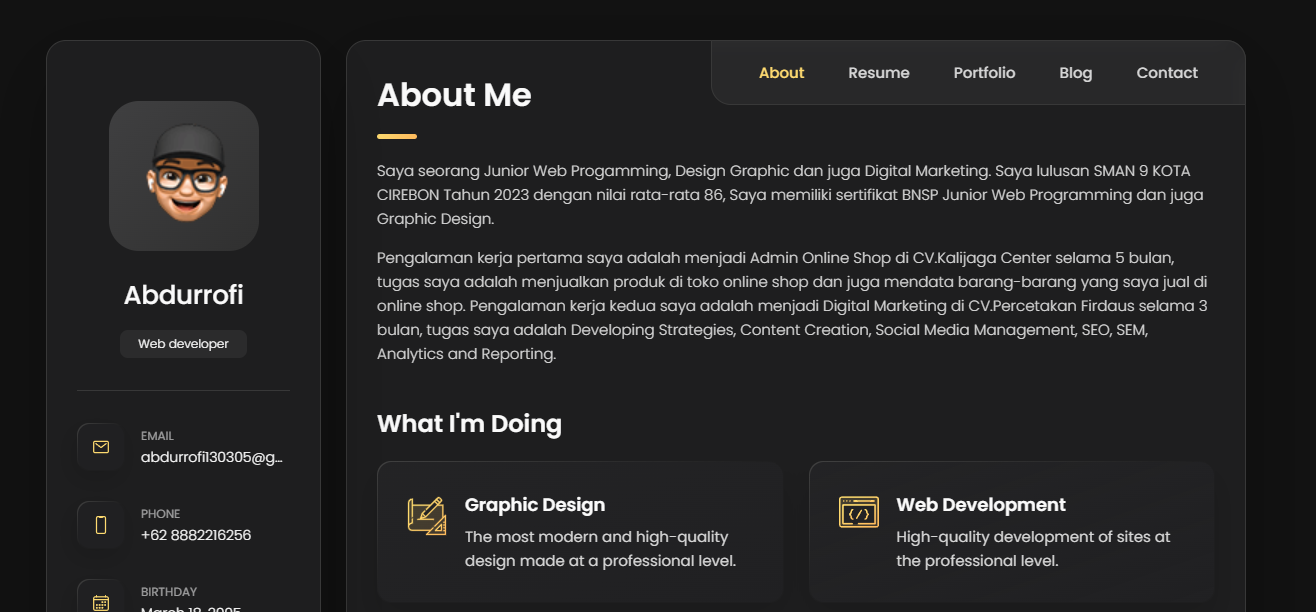 Abdurrofi
Web developer
EMAIL
abdurrofi130305@g...
PHONE
+62 8882216256
BIRTHDAY
About
Resume
Portfolio
Blog
Contact
About Me
Saya seorang Junior Web Progamming, Design Graphic dan juga Digital Marketing. Saya lulusan SMAN 9 KOTA
CIREBON Tahun 2023 dengan nilai rata-rata 86, Saya memiliki sertifikat BNSP Junior Web Programming dan juga
Graphic Design.
Pengalaman kerja pertama saya adalah menjadi Admin Online Shop di CV.Kalijaga Center selama 5 bulan,
tugas saya adalah menjualkan produk di toko online shop dan juga mendata barang-barang yang saya jual di
online shop. Pengalaman kerja kedua saya adalah menjadi Digital Marketing di CV.Percetakan Firdaus selama 3
bulan, tugas saya adalah Developing Strategies, Content Creation, Social Media Management, SEO, SEM,
Analytics and Reporting.
What I'm Doing
Graphic Design
The most modern and high-quality
design made at a professional level.
Web Development
High-quality development of sites at
the professional level.